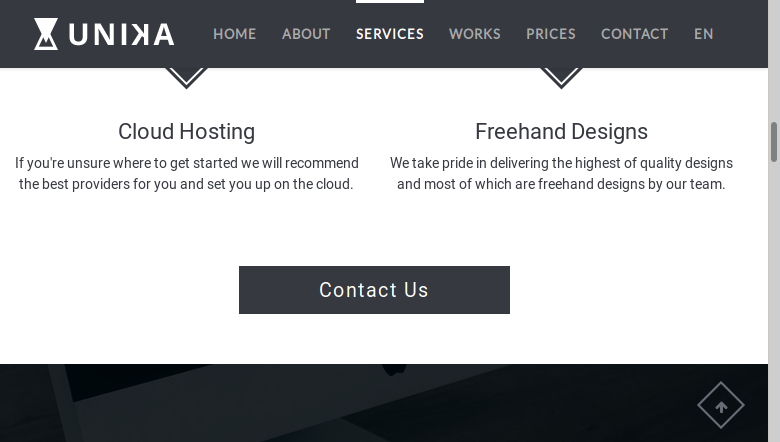 UNIKA
HOME ABOUT SERVICES WORKS PRICES CONTACT EN
Cloud Hosting
If you're unsure where to get started we will recommend
the best providers for you and set you up on the cloud.
Freehand Designs
We take pride in delivering the highest of quality designs
and most of which are freehand designs by our team.
Contact Us